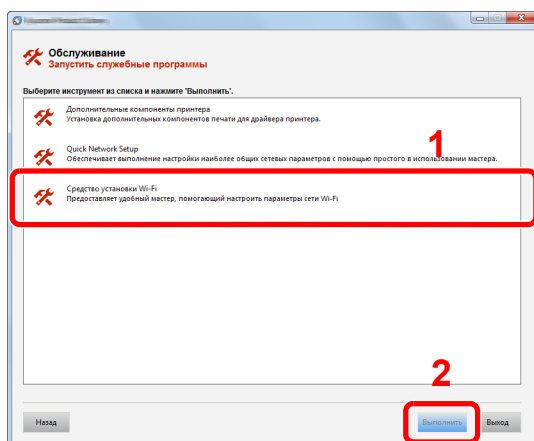 Обслуживание
Запустить служебные программы
Выберите инструмент из списка и нажмите 'Выполнить'.
Дополнительные компоненты принтера
Установка дополнительных компонентов печати для драйвера принтера.
1
Quick Network Setup
Обеспечивает выполнение настройки наиболее общих сетевых параметров с помощью простого в использовании мастера.
Средство установки Wi-Fi
Предоставляет удобный мастер, помогающий настроить параметры сети Wi-Fi
2
Назад
Выполнить
Выход